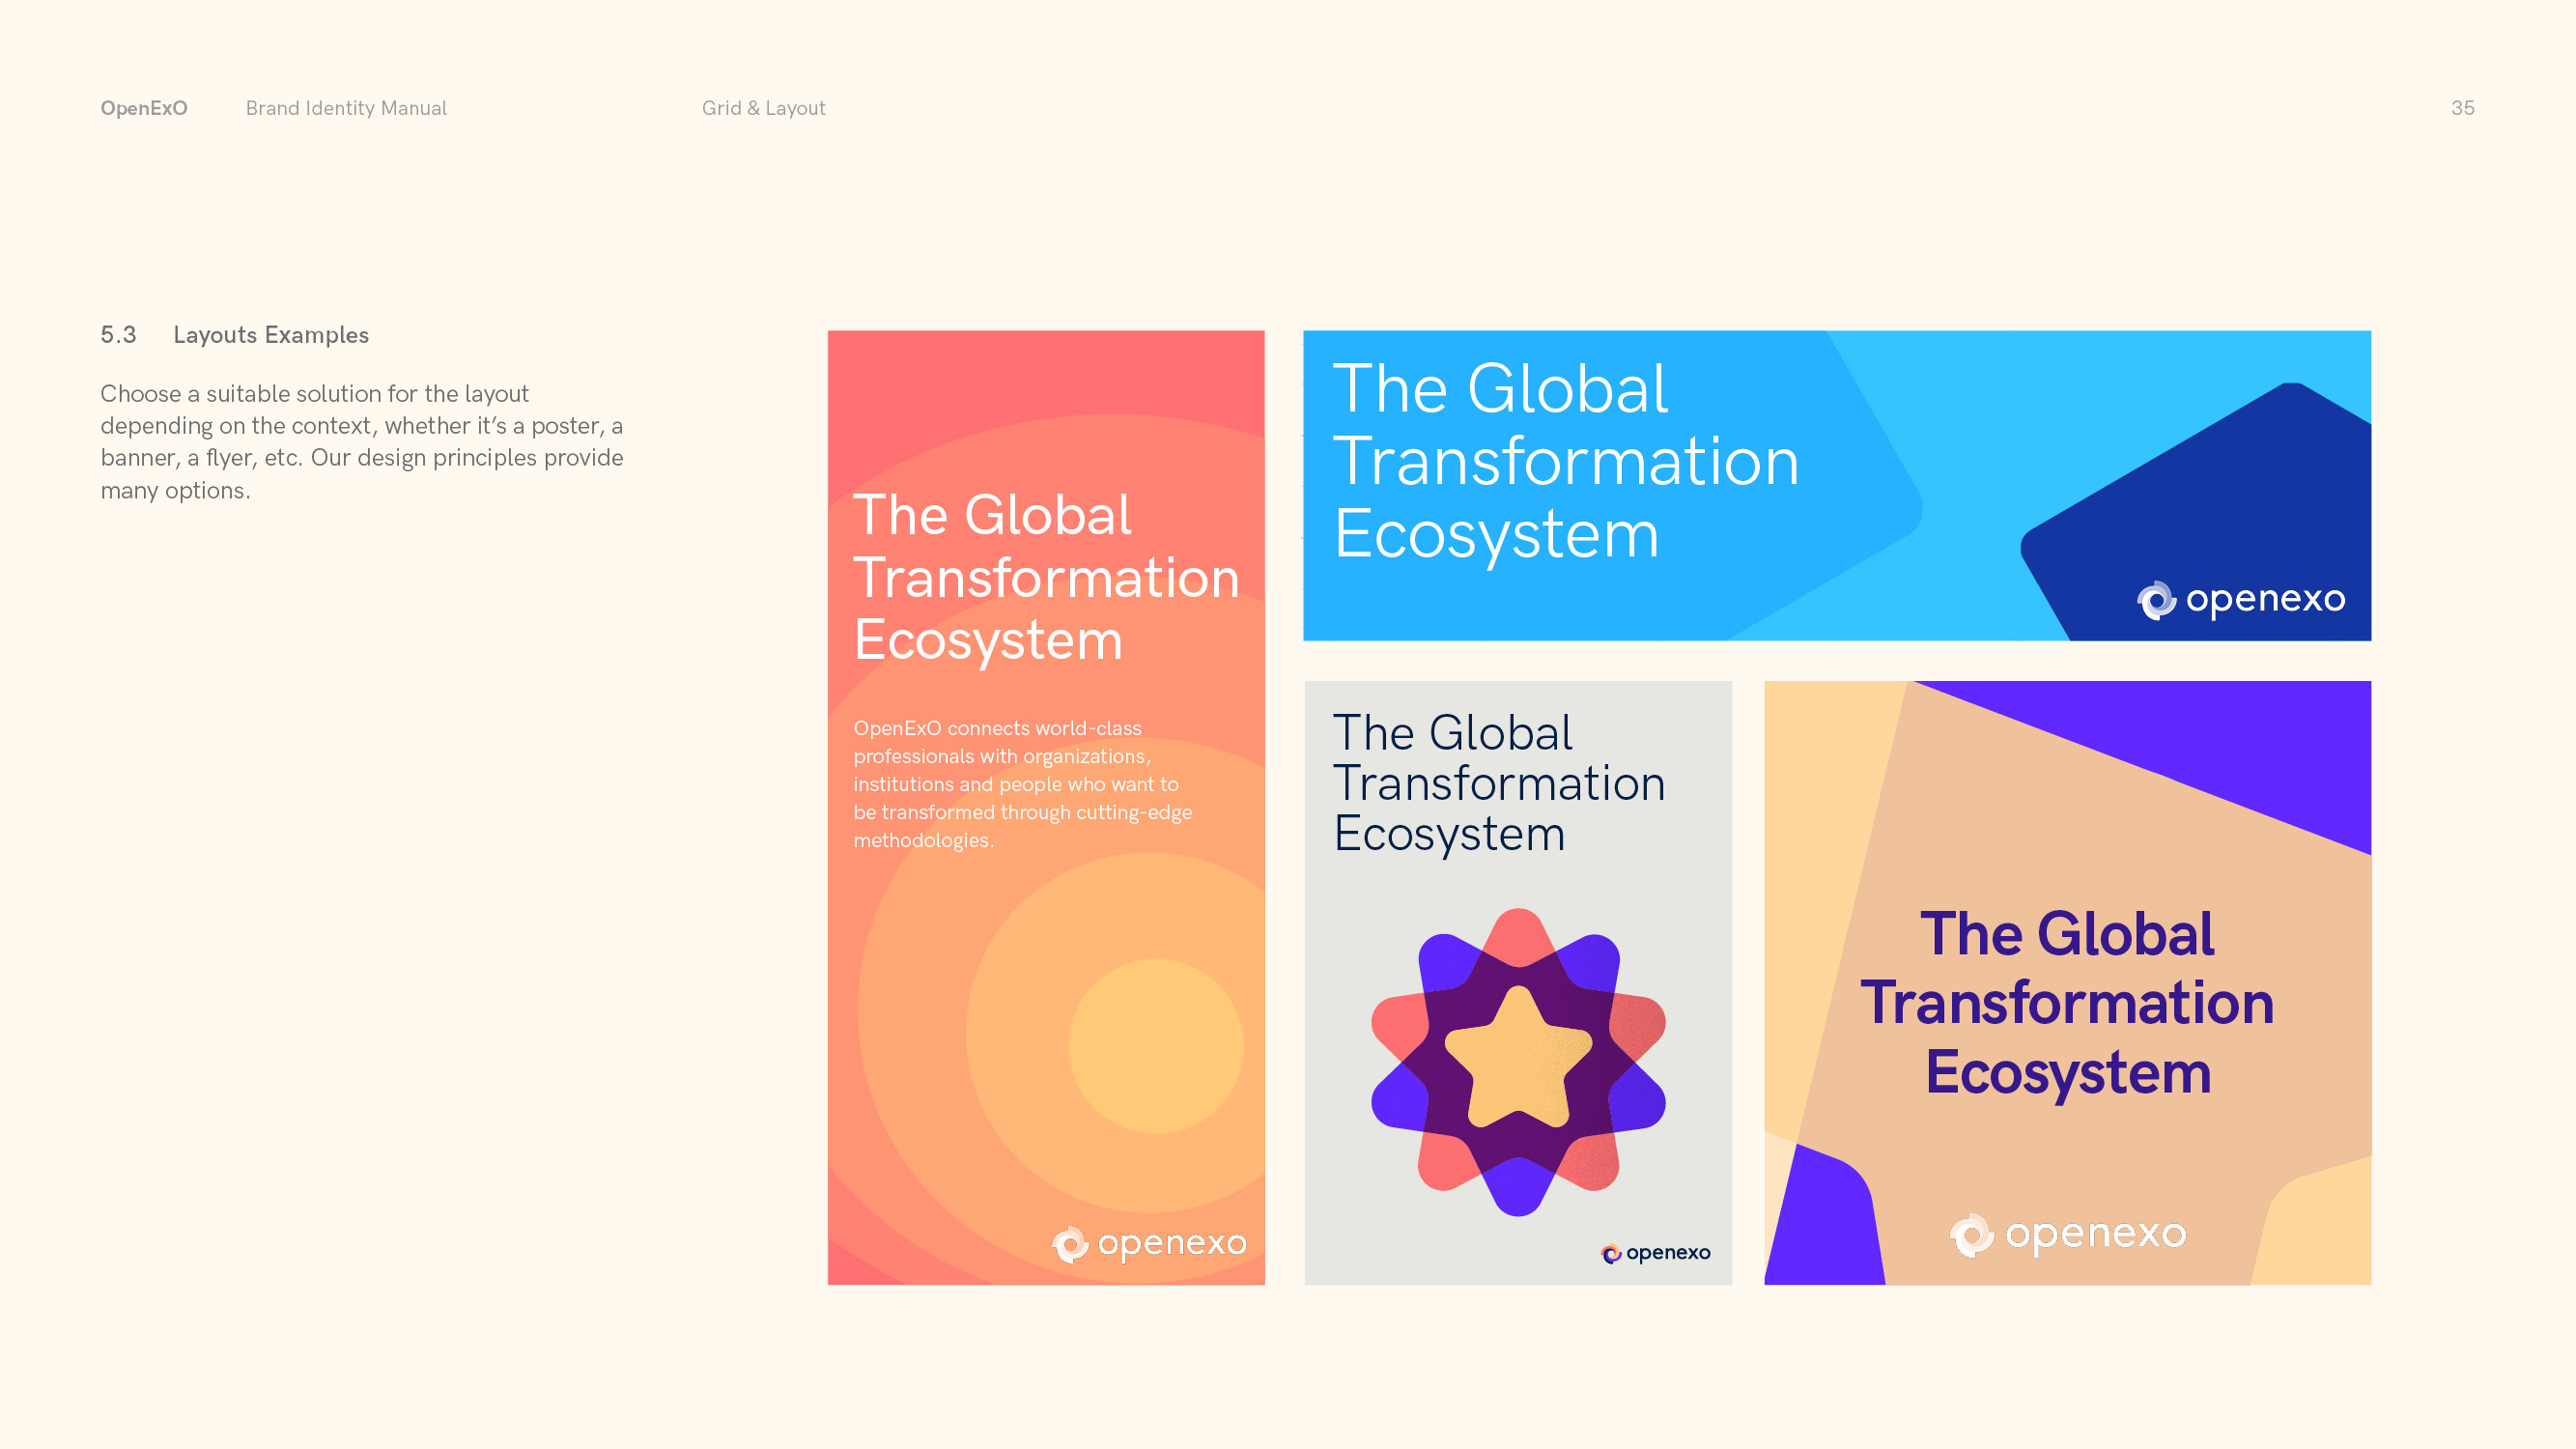 OpenExO Brand Identity Manual Grid & Layout 35
5.3 Layouts Examples
Choose a suitable solution for the layout
depending on the context, whether it’s a poster, a
banner, a flyer, etc. Our design principles provide
many options.
The Global
Transformation
Ecosystem
OpenExO connects world-class
professionals with organizations,
institutions and people who want to
be transformed through cutting-edge
methodologies.
openexo
The Global
Transformation
Ecosystem
openexo
The Global
Transformation
Ecosystem
openexo
The Global
Transformation
Ecosystem
openexo